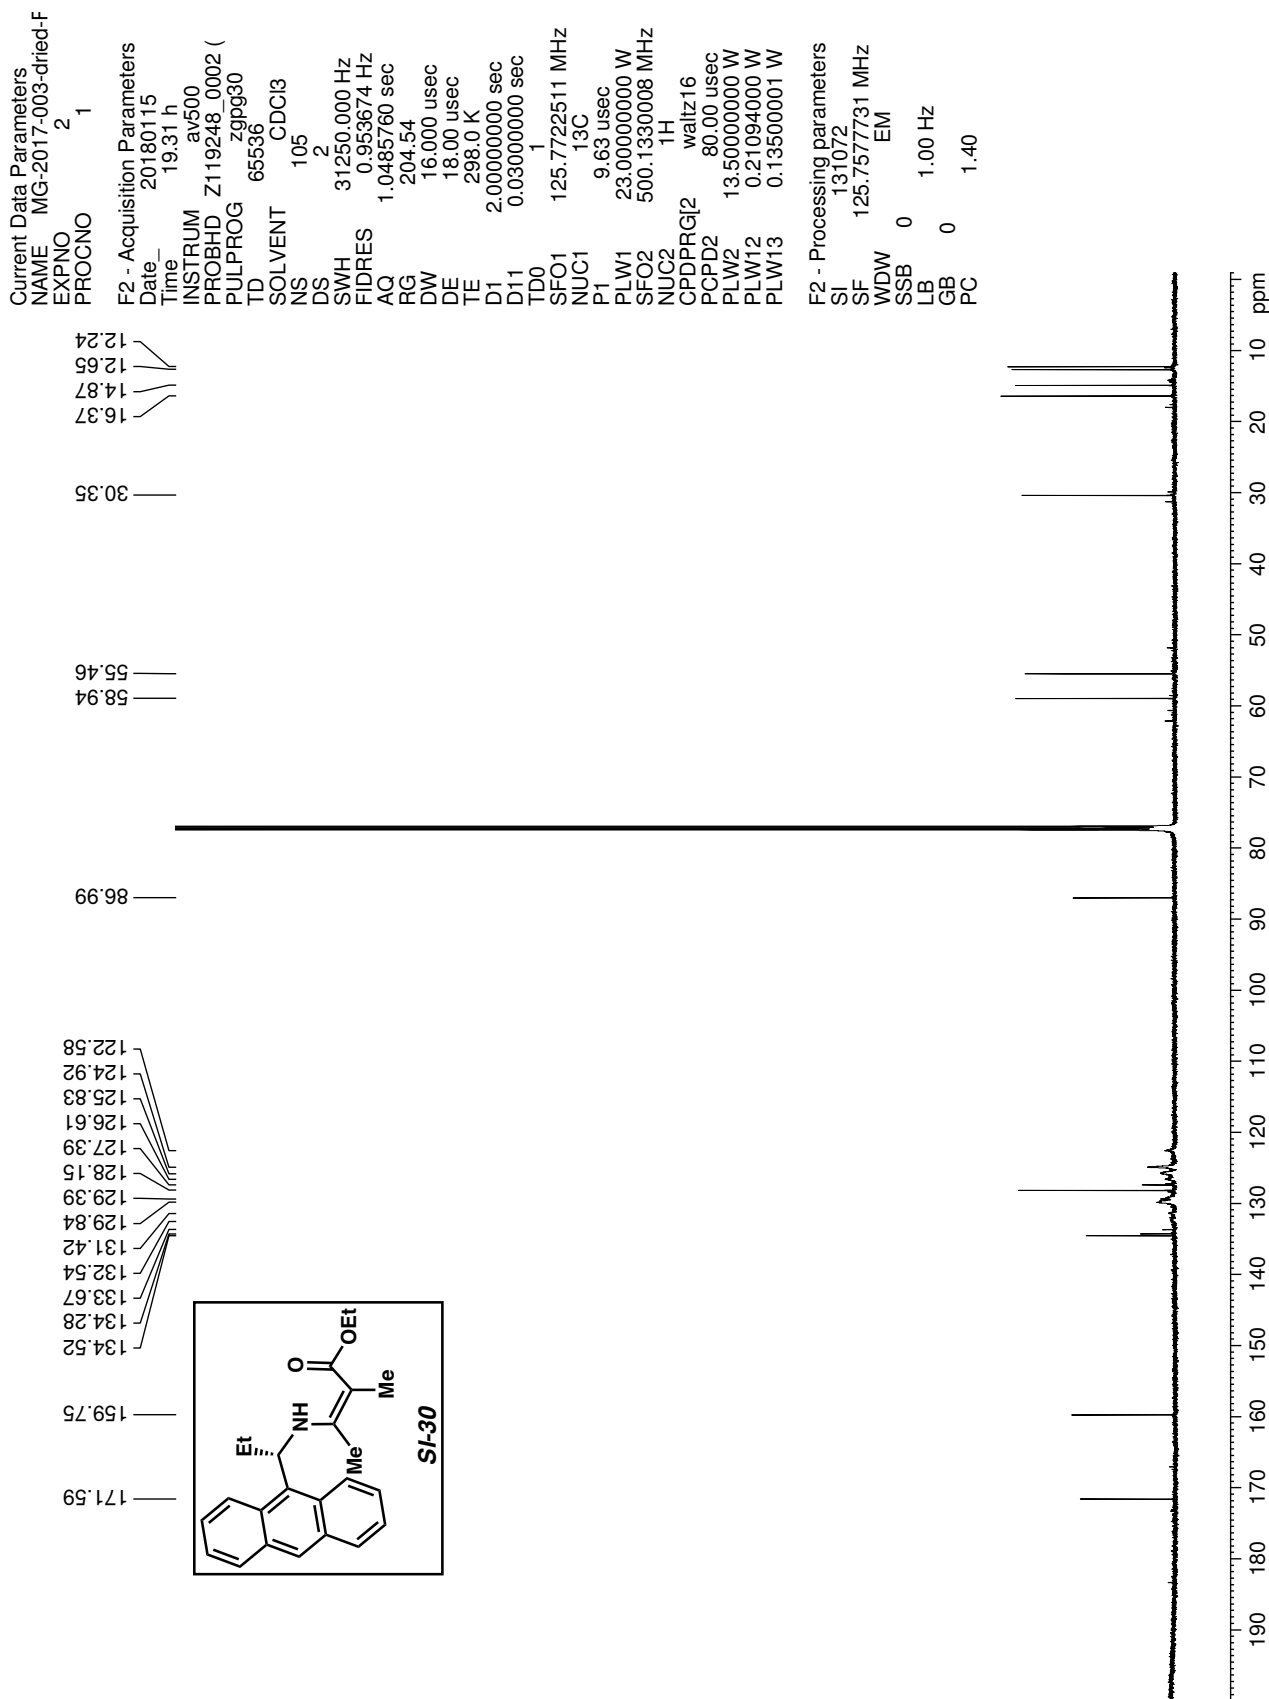 Current Data Parameters
NAME MG-2017-003-dried-F
EXPNO 2
PROCNO 1
F2 - Acquisition Parameters
Date_ 20180115
Time 19.31 h
INSTRUM av500
PROBHD Z119248_0002 (
PULPROG zgpg30
TD 65536
SOLVENT CDCl3
NS 105
DS 2
SWH 31250.000 Hz
FIDRES 0.953674 Hz
AQ 1.0485760 sec
RG 204.54
DW 16.000 usec
DE 18.00 usec
TE 298.0 K
D1 2.00000000 sec
D11 0.03000000 sec
TD0 1
SFO1 125.7722511 MHz
NUC1 13C
P1 9.63 usec
PLW1 23.00000000 W
SFO2 500.1330008 MHz
NUC2 1H
CPDPRG[2 waltz16
PCPD2 80.00 usec
PLW2 13.50000000 W
PLW12 0.21094000 W
PLW13 0.13500001 W
F2 - Processing parameters
SI 131072
SF 125.7577731 MHz
WDW EM
SSB 0
LB 1.00 Hz
GB 0
PC 1.40
171.59
159.75
134.52
134.28
133.67
132.54
131.42
129.84
129.39
128.15
127.39
126.61
125.83
124.92
122.58
86.99
58.94
55.46
30.35
16.37
14.87
12.65
12.24
Et
NH
O
OEt
Me
Me
SI-30
190 180 170 160 150 140 130 120 110 100 90 80 70 60 50 40 30 20 10 ppm